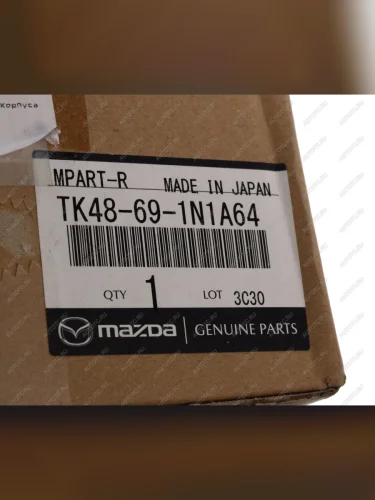 Корпуса
MPART-R MADE IN JAPAN
TK48-69-1N1A64
QTY 1 LOT 3C30
mazda GENUINE PARTS